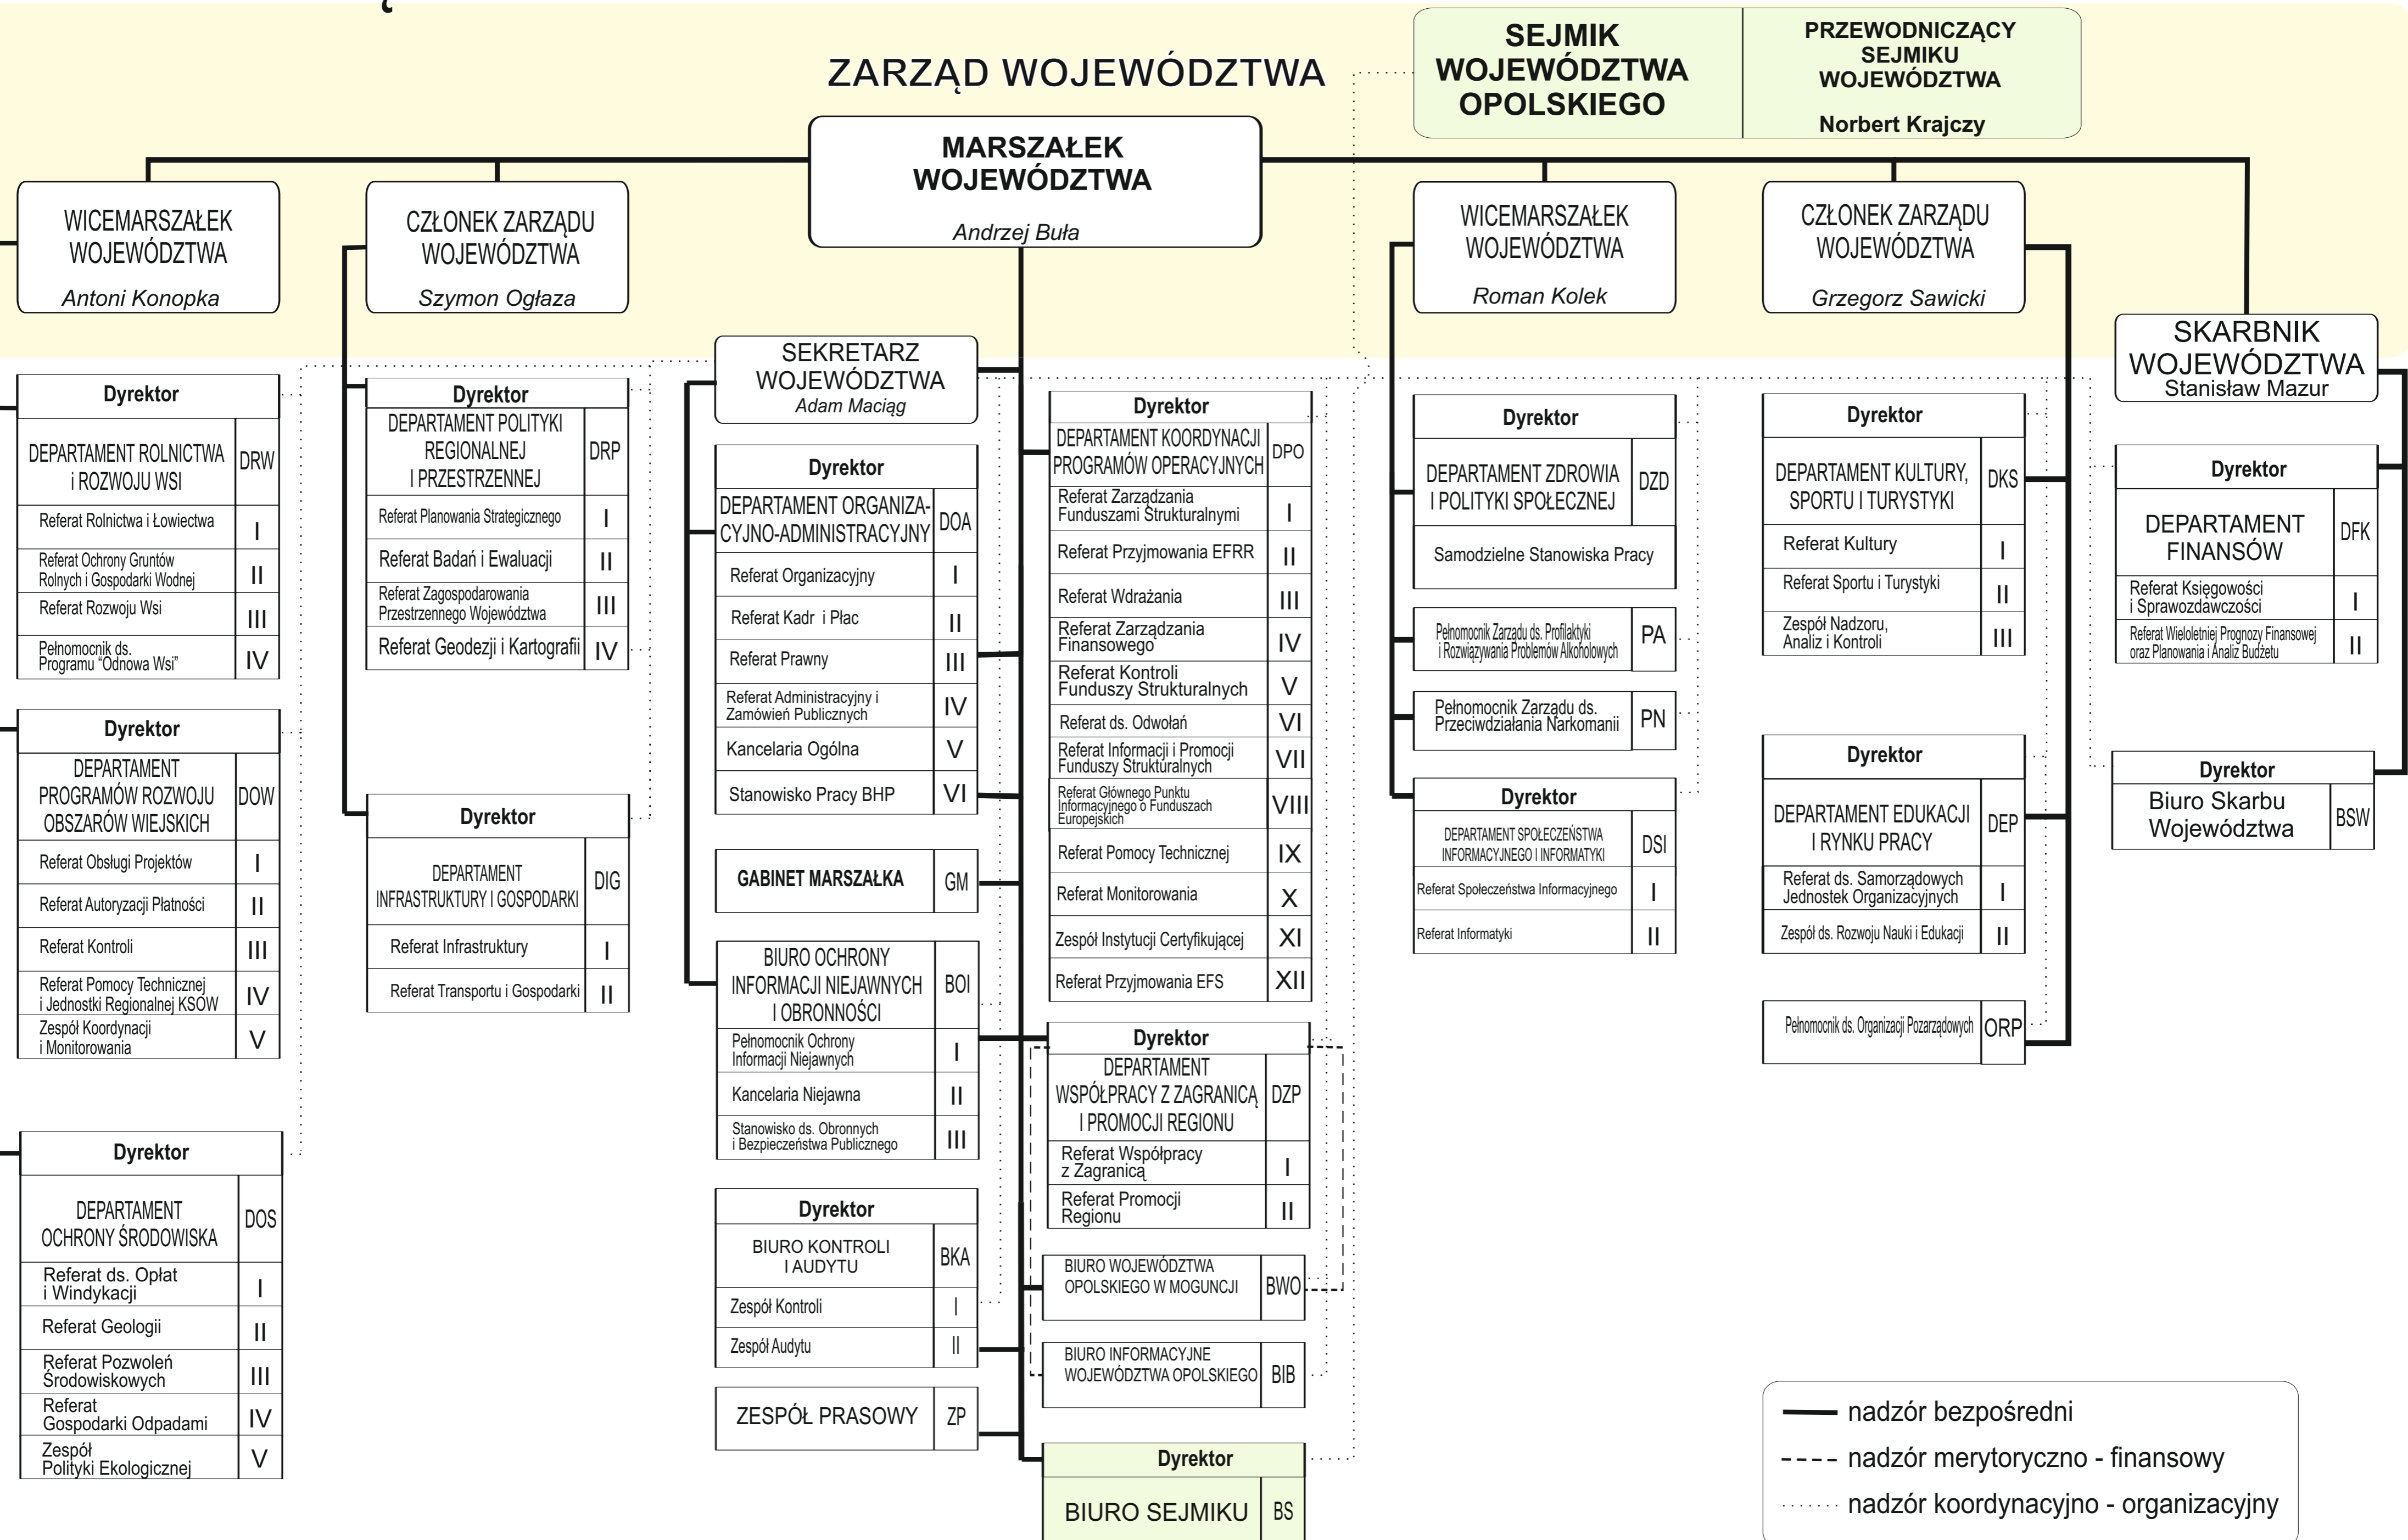 ZARZĄD WOJEWÓDZTWA
SEJMIK
WOJEWÓDZTWA
OPOLSKIEGO
PRZEWODNICZĄCY
SEJMIKU
WOJEWÓDZTWA
Norbert Krajczy
MARSZAŁEK
WOJEWÓDZTWA
Andrzej Buła
WICEMARSZAŁEK
WOJEWÓDZTWA
Antoni Konopka
CZŁONEK ZARZĄDU
WOJEWÓDZTWA
Szymon Ogłaza
WICEMARSZAŁEK
WOJEWÓDZTWA
Roman Kolek
CZŁONEK ZARZĄDU
WOJEWÓDZTWA
Grzegorz Sawicki
SKARBNIK
WOJEWÓDZTWA
Stanisław Mazur
SEKRETARZ
WOJEWÓDZTWA
Adam Maciąg
Dyrektor
DEPARTAMENT ROLNICTWA
i ROZWOJU WSI
DRW
Referat Rolnictwa i Łowiectwa
I
Referat Ochrony Gruntów
Rolnych i Gospodarki Wodnej
II
Referat Rozwoju Wsi
III
Pełnomocnik ds.
Programu “Odnowa Wsi”
IV
Dyrektor
DEPARTAMENT
PROGRAMÓW ROZWOJU
OBSZARÓW WIEJSKICH
DOW
Referat Obsługi Projektów
I
Referat Autoryzacji Płatności
II
Referat Kontroli
III
Referat Pomocy Technicznej
i Jednostki Regionalnej KSOW
IV
Zespół Koordynacji
i Monitorowania
V
Dyrektor
DEPARTAMENT
OCHRONY ŚRODOWISKA
DOS
Referat ds. Opłat
i Windykacji
I
Referat Geologii
II
Referat Pozwoleń
Środowiskowych
III
Referat
Gospodarki Odpadami
IV
Zespół
Polityki Ekologicznej
V
Dyrektor
DEPARTAMENT POLITYKI
REGIONALNEJ
I PRZESTRZENNEJ
DRP
Referat Planowania Strategicznego
I
Referat Badań i Ewaluacji
II
Referat Zagospodarowania
Przestrzennego Województwa
III
Referat Geodezji i Kartografii
IV
Dyrektor
DEPARTAMENT
INFRASTRUKTURY I GOSPODARKI
DIG
Referat Infrastruktury
I
Referat Transportu i Gospodarki
II
Dyrektor
DEPARTAMENT ORGANIZA-
CYJNO-ADMINISTRACYJNY
DOA
Referat Organizacyjny
I
Referat Kadr i Płac
II
Referat Prawny
III
Referat Administracyjny i
Zamówień Publicznych
IV
Kancelaria Ogólna
V
Stanowisko Pracy BHP
VI
GABINET MARSZAŁKA
GM
BIURO OCHRONY
INFORMACJI NIEJAWNYCH
I OBRONNOŚCI
BOI
Pełnomocnik Ochrony
Informacji Niejawnych
I
Kancelaria Niejawna
II
Stanowisko ds. Obronnych
i Bezpieczeństwa Publicznego
III
Dyrektor
BIURO KONTROLI
I AUDYTU
BKA
Zespół Kontroli
I
Zespół Audytu
II
ZESPÓŁ PRASOWY
ZP
Dyrektor
DEPARTAMENT KOORDYNACJI
PROGRAMÓW OPERACYJNYCH
DPO
Referat Zarządzania
Funduszami Strukturalnymi
I
Referat Przyjmowania EFRR
II
Referat Wdrażania
III
Referat Zarządzania
Finansowego
IV
Referat Kontroli
Funduszy Strukturalnych
V
Referat ds. Odwołań
VI
Referat Informacji i Promocji
Funduszy Strukturalnych
VII
Referat Głównego Punktu
Informacyjnego o Funduszach
Europejskich
VIII
Referat Pomocy Technicznej
IX
Referat Monitorowania
X
Zespół Instytucji Certyfikującej
XI
Referat Przyjmowania EFS
XII
Dyrektor
DEPARTAMENT
WSPÓŁPRACY Z ZAGRANICĄ
I PROMOCJI REGIONU
DZP
Referat Współpracy
z Zagranicą
I
Referat Promocji
Regionu
II
BIURO WOJEWÓDZTWA
OPOLSKIEGO W MOGUNCJI
BWO
BIURO INFORMACYJNE
WOJEWÓDZTWA OPOLSKIEGO
BIB
Dyrektor
BIURO SEJMIKU
BS
Dyrektor
DEPARTAMENT ZDROWIA
I POLITYKI SPOŁECZNEJ
DZD
Samodzielne Stanowiska Pracy
Pełnomocnik Zarządu ds. Profilaktyki
i Rozwiązywania Problemów Alkoholowych
PA
Pełnomocnik Zarządu ds.
Przeciwdziałania Narkomanii
PN
Dyrektor
DEPARTAMENT SPOŁECZEŃSTWA
INFORMACYJNEGO I INFORMATYKI
DSI
Referat Społeczeństwa Informacyjnego
I
Referat Informatyki
II
Dyrektor
DEPARTAMENT KULTURY,
SPORTU I TURYSTYKI
DKS
Referat Kultury
I
Referat Sportu i Turystyki
II
Zespół Nadzoru,
Analiz i Kontroli
III
Dyrektor
DEPARTAMENT EDUKACJI
I RYNKU PRACY
DEP
Referat ds. Samorządowych
Jednostek Organizacyjnych
I
Zespół ds. Rozwoju Nauki i Edukacji
II
Pełnomocnik ds. Organizacji Pozarządowych
ORP
Dyrektor
DEPARTAMENT
FINANSÓW
DFK
Referat Księgowości
i Sprawozdawczości
I
Referat Wieloletniej Prognozy Finansowej
oraz Planowania i Analiz Budżetu
II
Dyrektor
Biuro Skarbu
Województwa
BSW
nadzór bezpośredni
nadzór merytoryczno - finansowy
nadzór koordynacyjno - organizacyjny